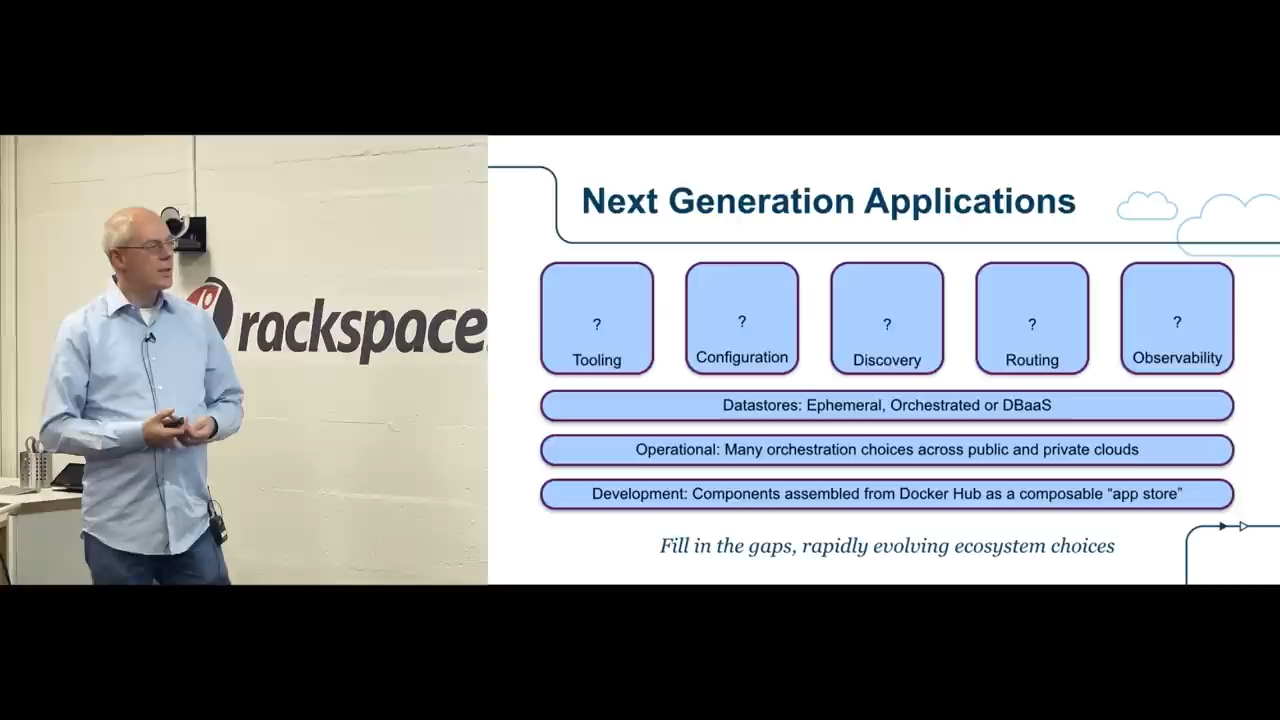 rackspace
Next Generation Applications
?
Tooling
?
Configuration
?
Discovery
?
Routing
?
Observability
Datastores: Ephemeral, Orchestrated or DBaaS
Operational: Many orchestration choices across public and private clouds
Development: Components assembled from Docker Hub as a composable “app store”
Fill in the gaps, rapidly evolving ecosystem choices